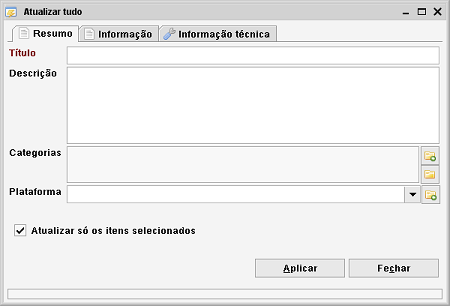 Atualizar tudo
Resumo Informação Informação técnica
Título
Descrição
Categorias
Plataforma
Atualizar só os itens selecionados
Aplicar Fechar